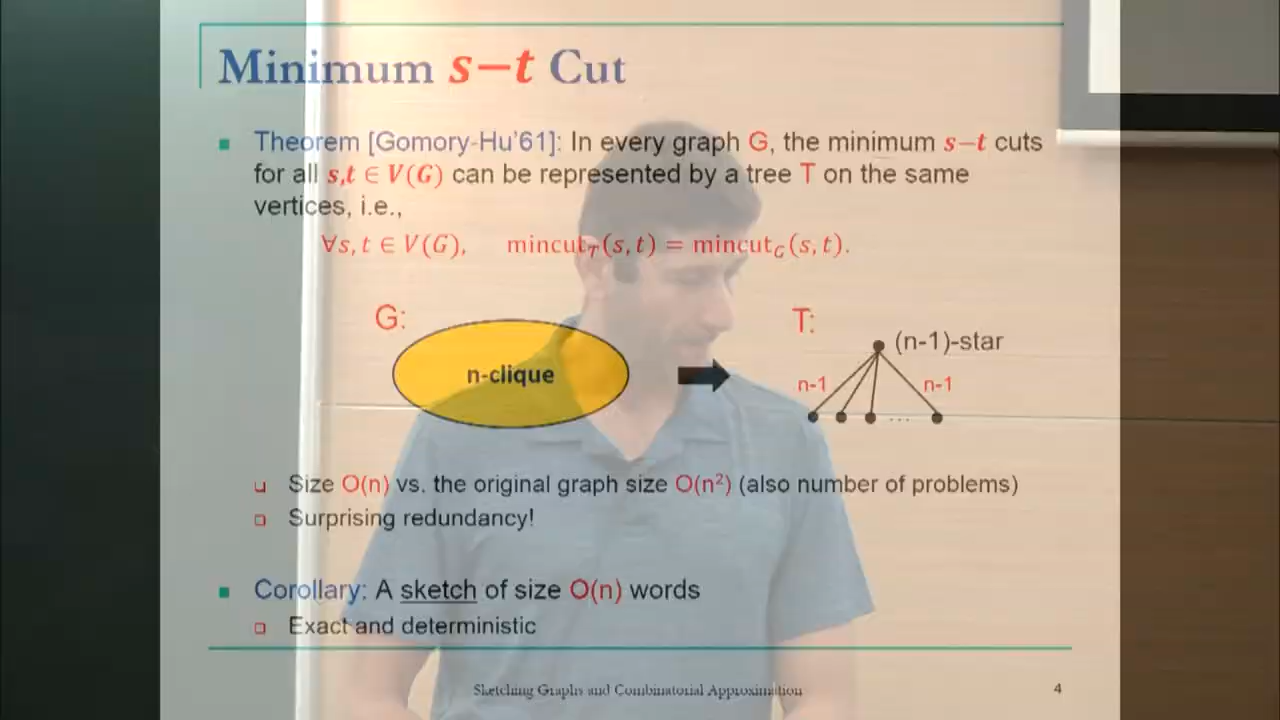 Minimum s−t Cut
Theorem [Gomory-Hu'61]: In every graph G, the minimum s−t cuts
for all s,t ∈ V(G) can be represented by a tree T on the same
vertices, i.e.,
∀s, t ∈ V(G), mincut_T(s, t) = mincut_G(s, t).
G:
T:
(n-1)-star
n-clique
n-1
n-1
...
Size O(n) vs. the original graph size O(n²) (also number of problems)
Surprising redundancy!
Corollary: A sketch of size O(n) words
Exact and deterministic
Sketching Graphs and Combinatorial Approximation
4